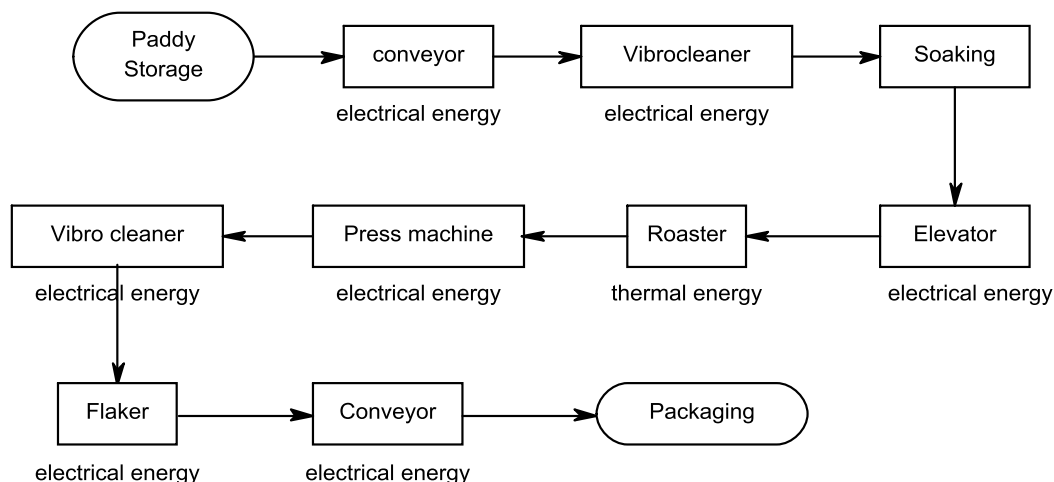 Paddy
Storage
conveyor
Vibrocleaner
Soaking
electrical energy
electrical energy
Vibro cleaner
Press machine
Roaster
Elevator
electrical energy
electrical energy
thermal energy
electrical energy
Flaker
Conveyor
Packaging
electrical energy
electrical energy